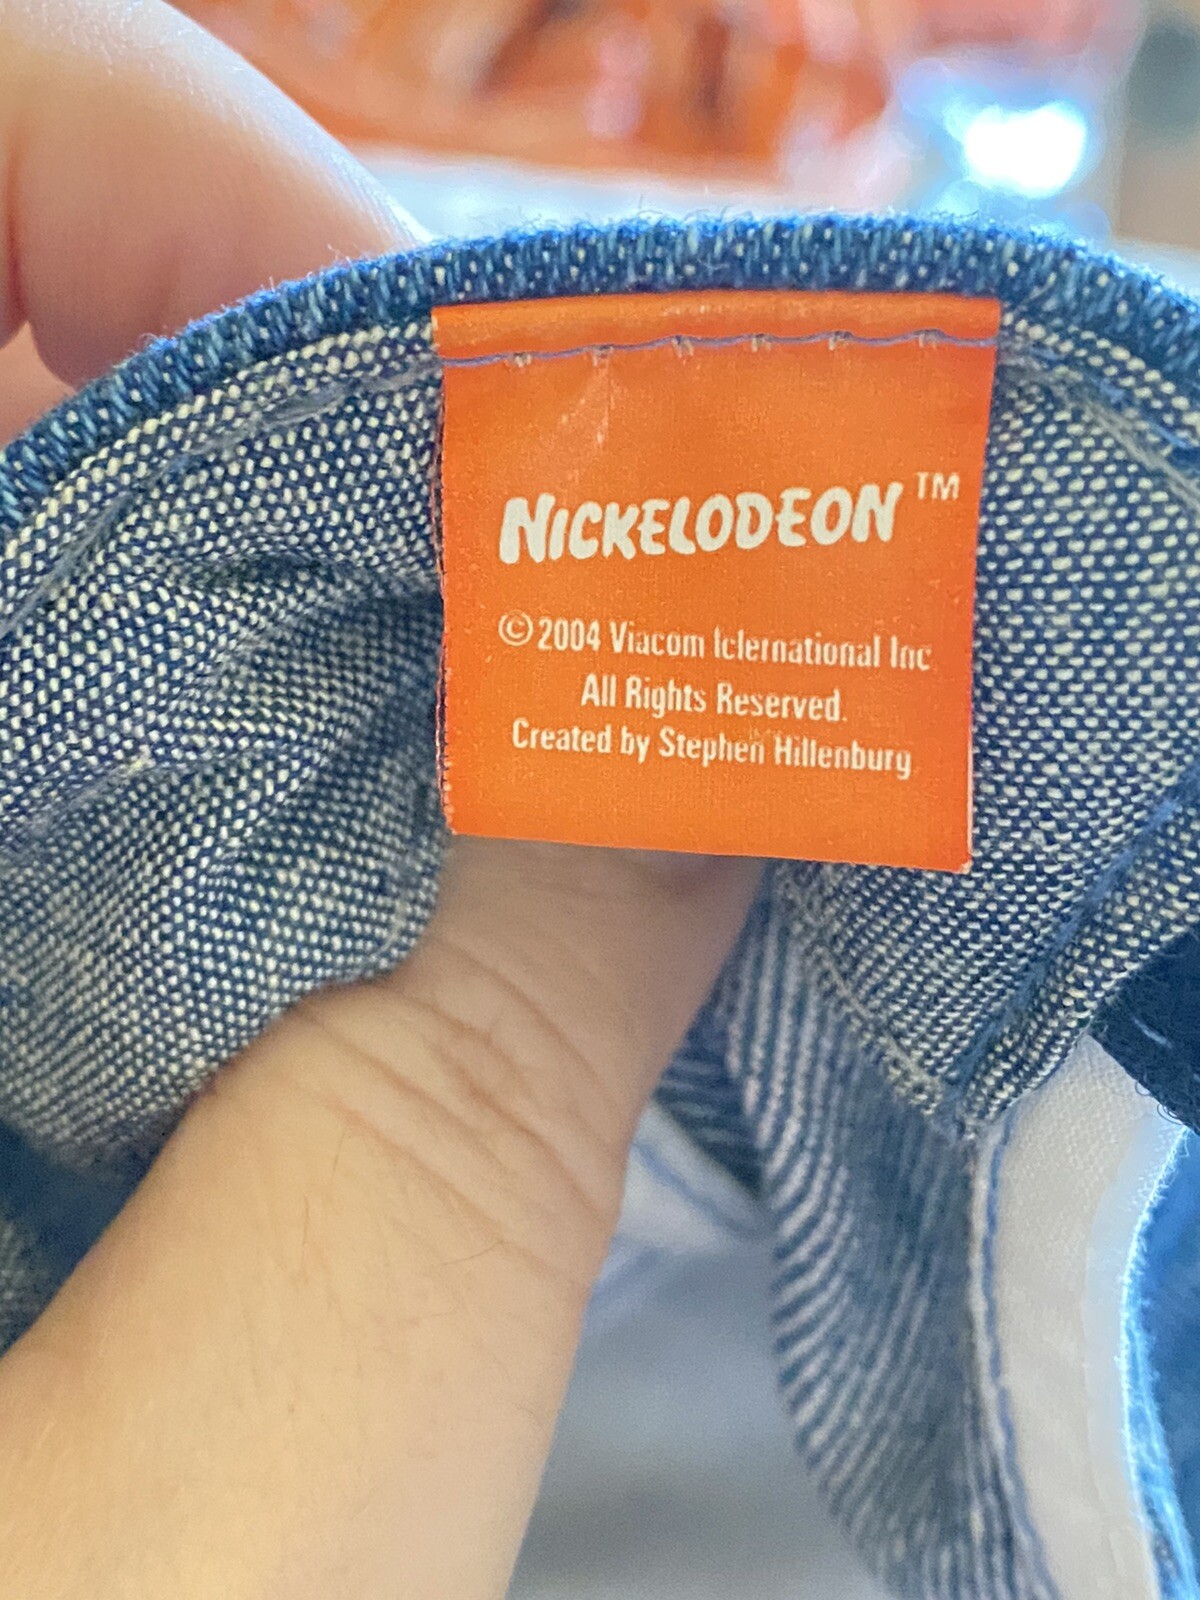 NICKELODEON™
©2004 Viacom Iclernational Inc
All Rights Reserved.
Created by Stephen Hillenburg